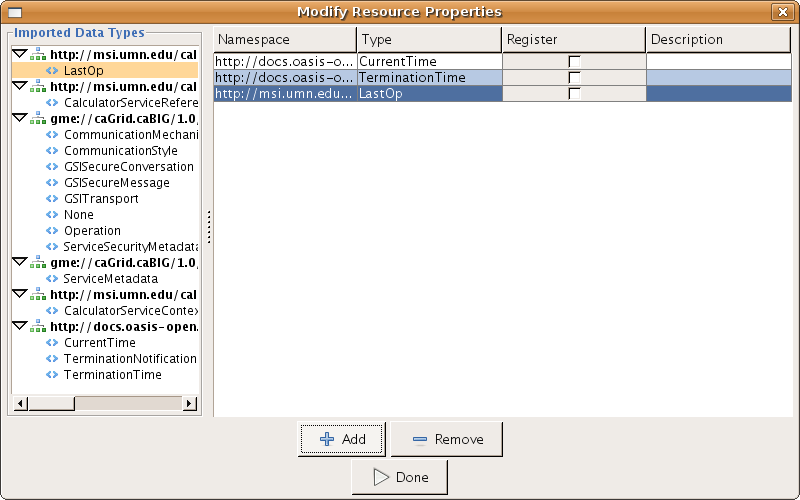 Modify Resource Properties
Imported Data Types
http://msi.umn.edu/cal
LastOp
http://msi.umn.edu/cal
CalculatorServiceRefere
gme://caGrid.caBIG/1.0,
CommunicationMechani
CommunicationStyle
GSISecureConversation
GSISecureMessage
GSITransport
None
Operation
ServiceSecurityMetadata
gme://caGrid.caBIG/1.0,
ServiceMetadata
http://msi.umn.edu/cal
CalculatorServiceContex
http://docs.oasis-open.
CurrentTime
TerminationNotification
TerminationTime
Namespace Type Register Description
http://docs.oasis-o... CurrentTime
http://docs.oasis-o... TerminationTime
http://msi.umn.edu... LastOp
Add Remove
Done